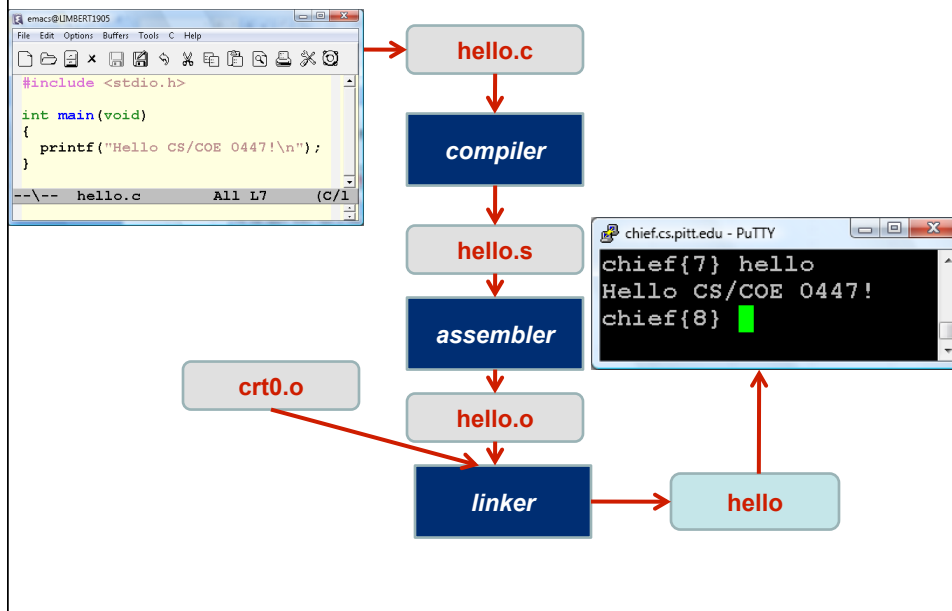 emacs@LIMBERT1905
File Edit Options Buffers Tools C Help
#include <stdio.h>
int main(void)
{
printf("Hello CS/COE 0447!\n");
}
--\-- hello.c All L7 (C/l
hello.c
compiler
hello.s
assembler
crt0.o
hello.o
linker
hello
chief.cs.pitt.edu - PuTTY
chief{7} hello
Hello CS/COE 0447!
chief{8}